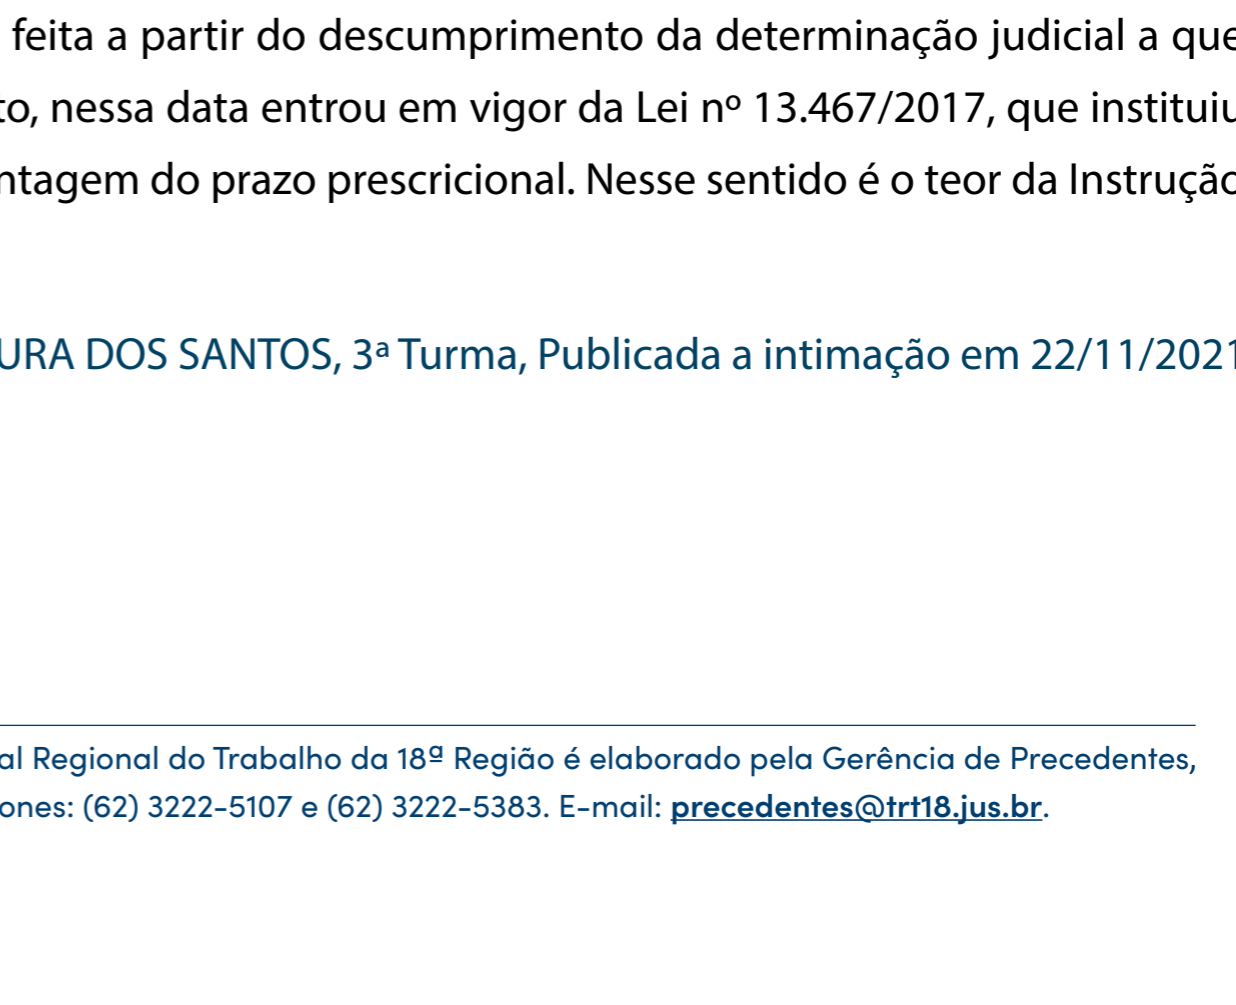 feita a partir do descumprimento da determinação judicial a que
to, nessa data entrou em vigor da Lei nº 13.467/2017, que instituiu
ntagem do prazo prescricional. Nesse sentido é o teor da Instrução
URA DOS SANTOS, 3ª Turma, Publicada a intimação em 22/11/2021
al Regional do Trabalho da 18ª Região é elaborado pela Gerência de Precedentes,
ones: (62) 3222-5107 e (62) 3222-5383. E-mail: precedentes@trt18.jus.br.